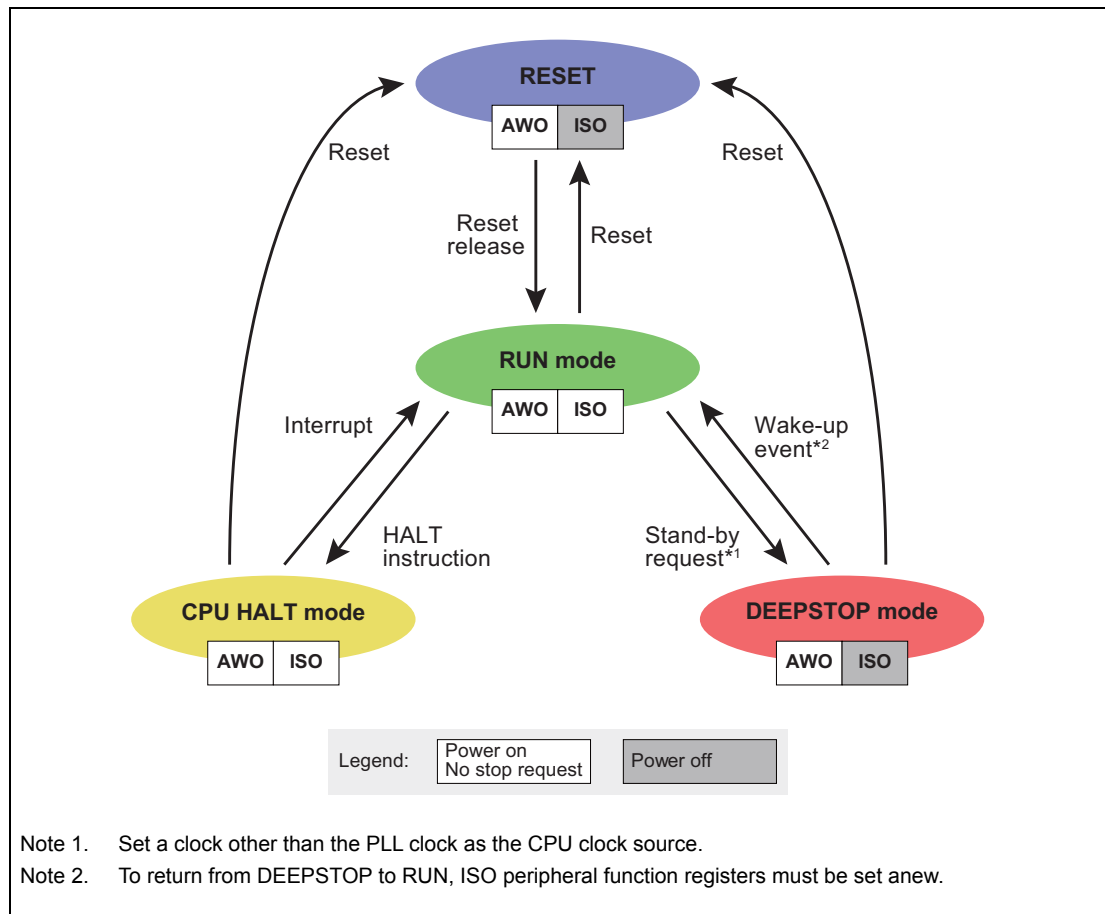 RESET
AWO ISO
Reset
Reset
Reset
release
Reset
RUN mode
AWO ISO
Interrupt
Wake-up
event*2
HALT
instruction
Stand-by
request*1
CPU HALT mode
AWO ISO
DEEPSTOP mode
AWO ISO
Legend:
Power on
No stop request
Power off
Note 1. Set a clock other than the PLL clock as the CPU clock source.
Note 2. To return from DEEPSTOP to RUN, ISO peripheral function registers must be set anew.